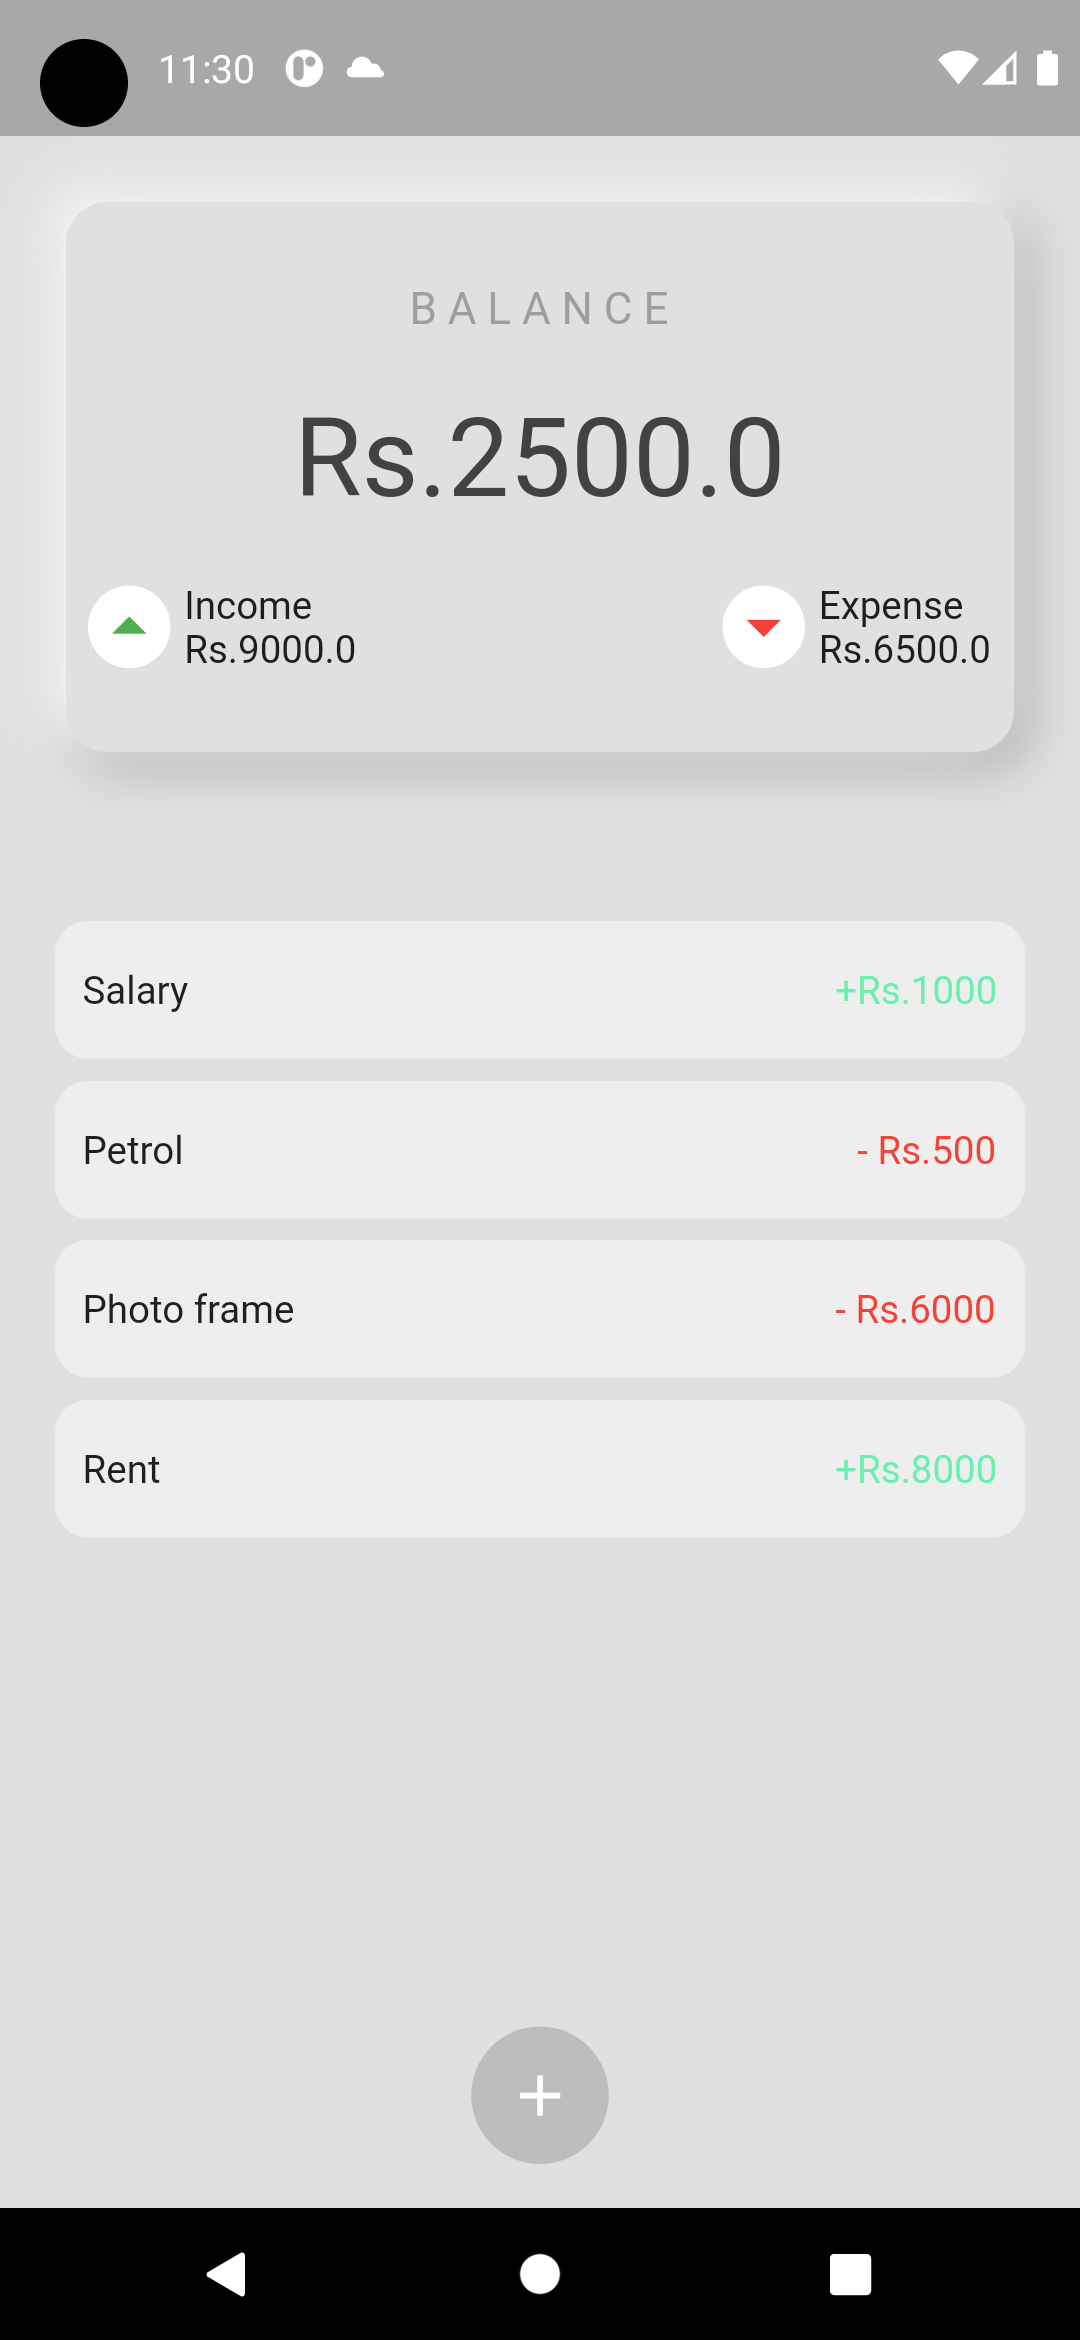 11:30
BALANCE
Rs.2500.0
Income
Rs.9000.0
Expense
Rs.6500.0
Salary
+Rs.1000
Petrol
- Rs.500
Photo frame
- Rs.6000
Rent
+Rs.8000